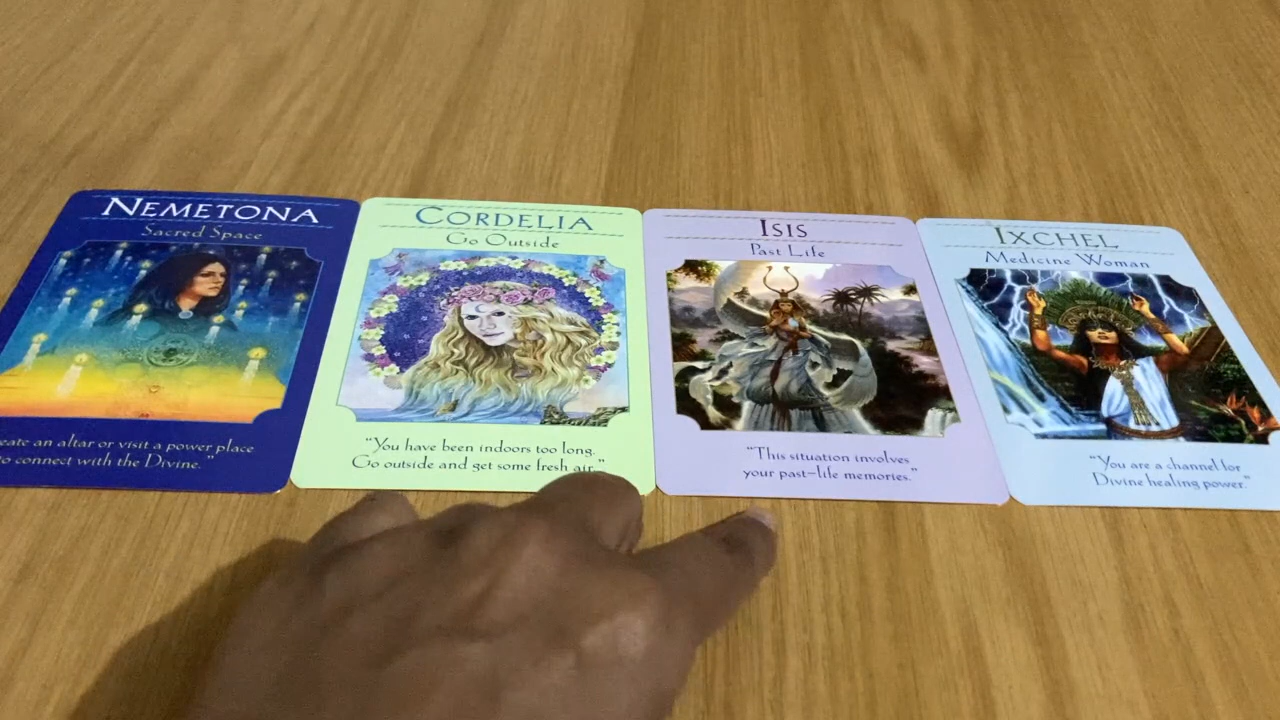 NEMETONA
Sacred Space
eate an altar or visit a power place
to connect with the Divine."
CORDELIA
Go Outside
"You have been indoors too long.
Go outside and get some fresh air."
ISIS
Past Life
"This situation involves
your past-life memories."
IXCHEL
Medicine Woman
"You are a channel for
Divine healing power."